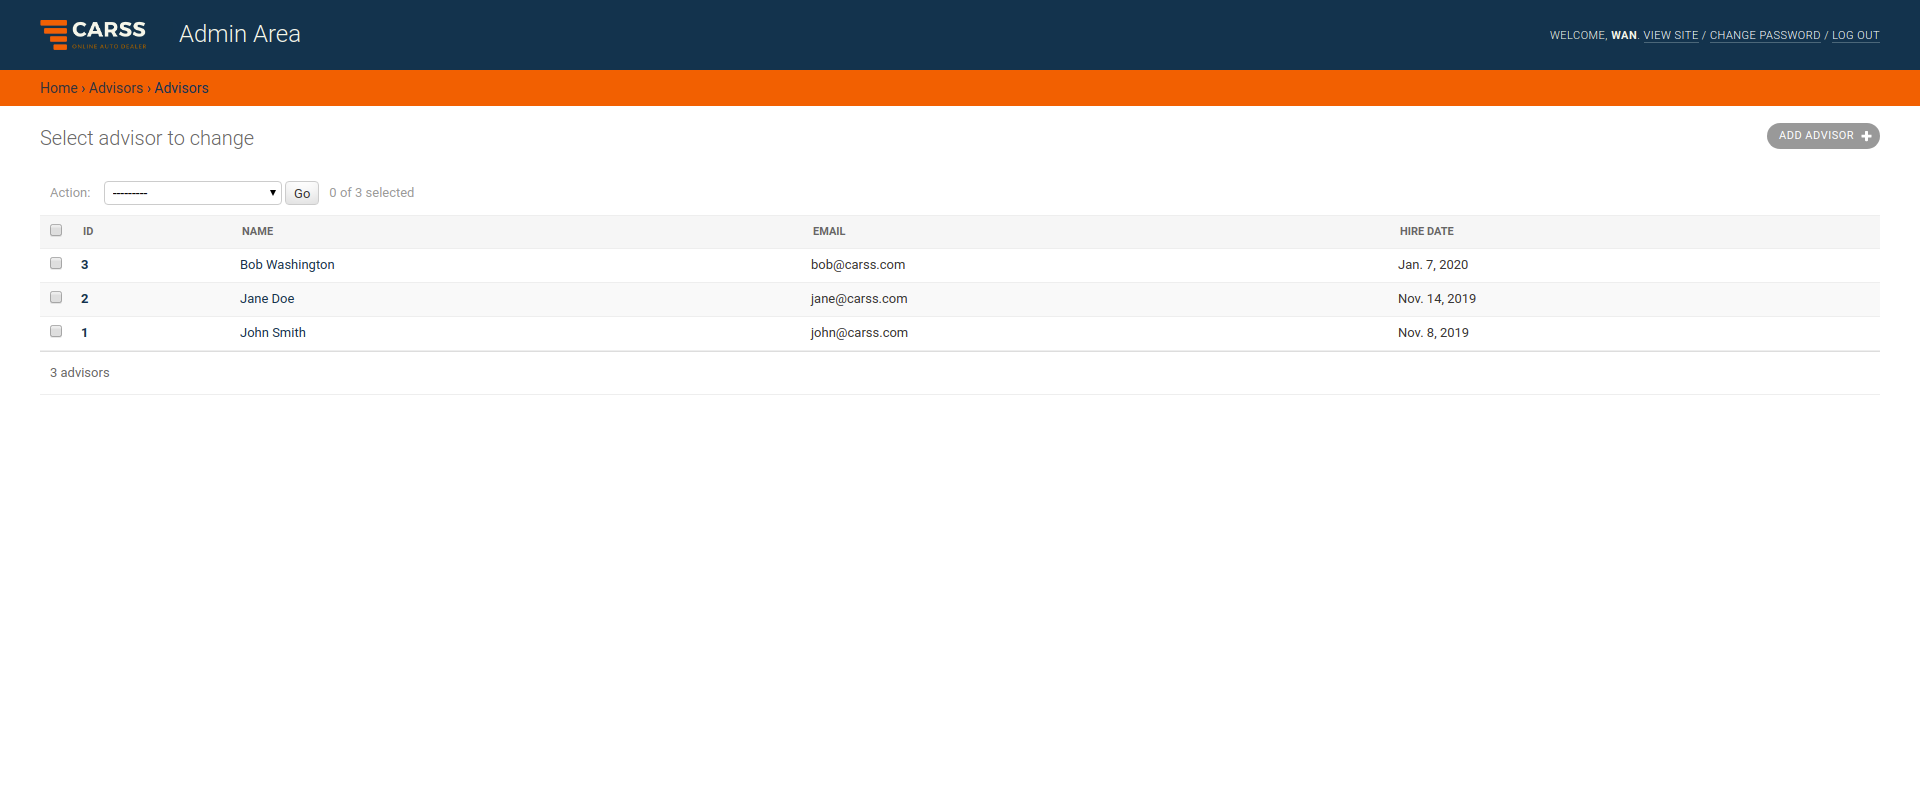 CARSS
ONLINE AUTO DEALER
Admin Area
WELCOME, WAN. VIEW SITE / CHANGE PASSWORD / LOG OUT
Home › Advisors › Advisors
Select advisor to change
ADD ADVISOR
Action: --------- Go 0 of 3 selected
ID NAME EMAIL HIRE DATE
3 Bob Washington bob@carss.com Jan. 7, 2020
2 Jane Doe jane@carss.com Nov. 14, 2019
1 John Smith john@carss.com Nov. 8, 2019
3 advisors